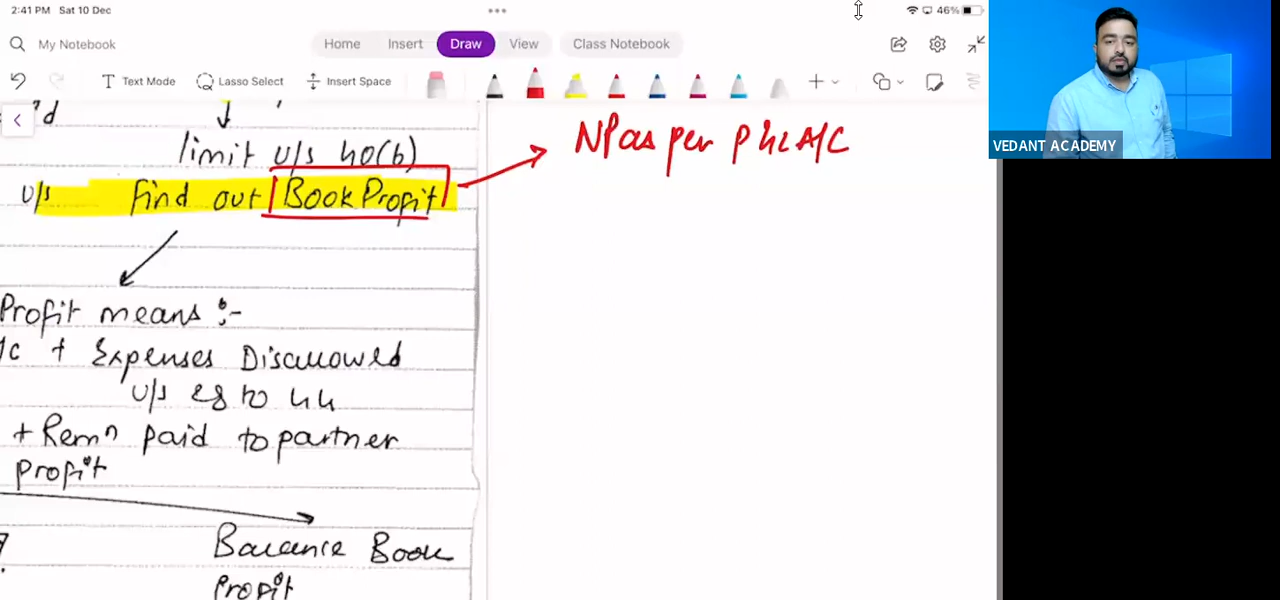 2:41 PM Sat 10 Dec
46%
My Notebook
Home Insert Draw View Class Notebook
Text Mode Lasso Select Insert Space
VEDANT ACADEMY
limit u/s 40(b)
NP as per P&L A/C
u/s Find out Book Profit
Profit means :-
/c + Expenses Disallowed
u/s 28 to 44
+ Remn paid to partner
Profit
Balance Book
Profit